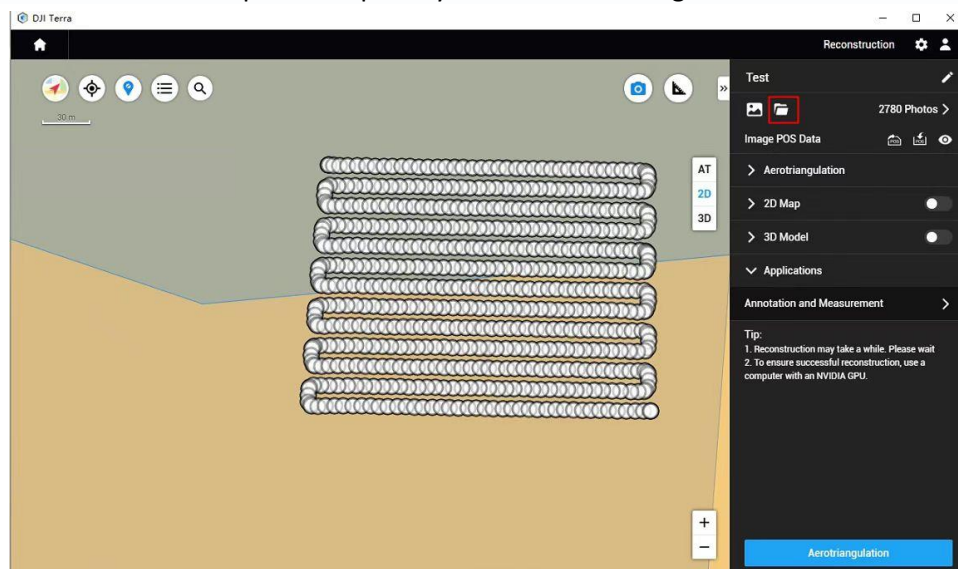 DJI Terra
Reconstruction
30 m
Test
2780 Photos
Image POS Data
POS
AT
2D
3D
Aerotriangulation
2D Map
3D Model
Applications
Annotation and Measurement
Tip:
1. Reconstruction may take a while. Please wait
2. To ensure successful reconstruction, use a
computer with an NVIDIA GPU.
Aerotriangulation